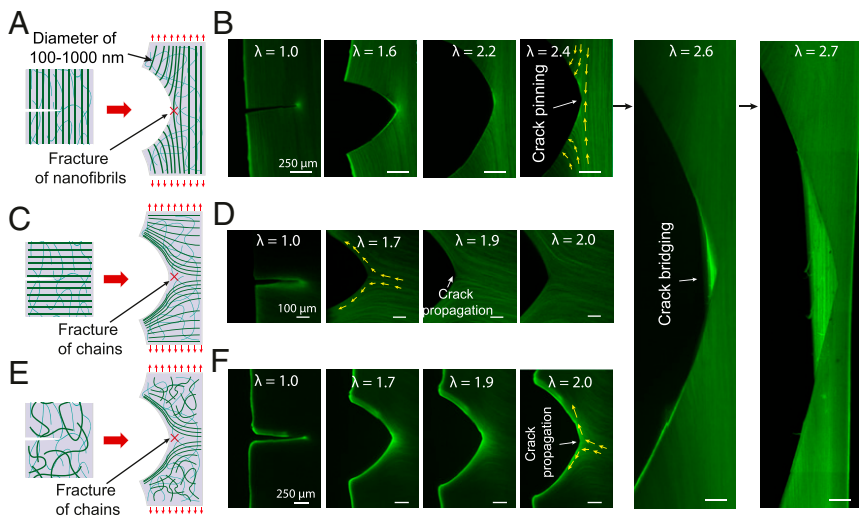 A
Diameter of
100-1000 nm
Fracture
of nanofibrils
B
λ = 1.0
250 µm
λ = 1.6
λ = 2.2
λ = 2.4
Crack pinning
λ = 2.6
Crack bridging
λ = 2.7
C
Fracture
of chains
D
λ = 1.0
100 µm
λ = 1.7
λ = 1.9
Crack
propagation
λ = 2.0
E
Fracture
of chains
F
λ = 1.0
250 µm
λ = 1.7
λ = 1.9
λ = 2.0
Crack
propagation